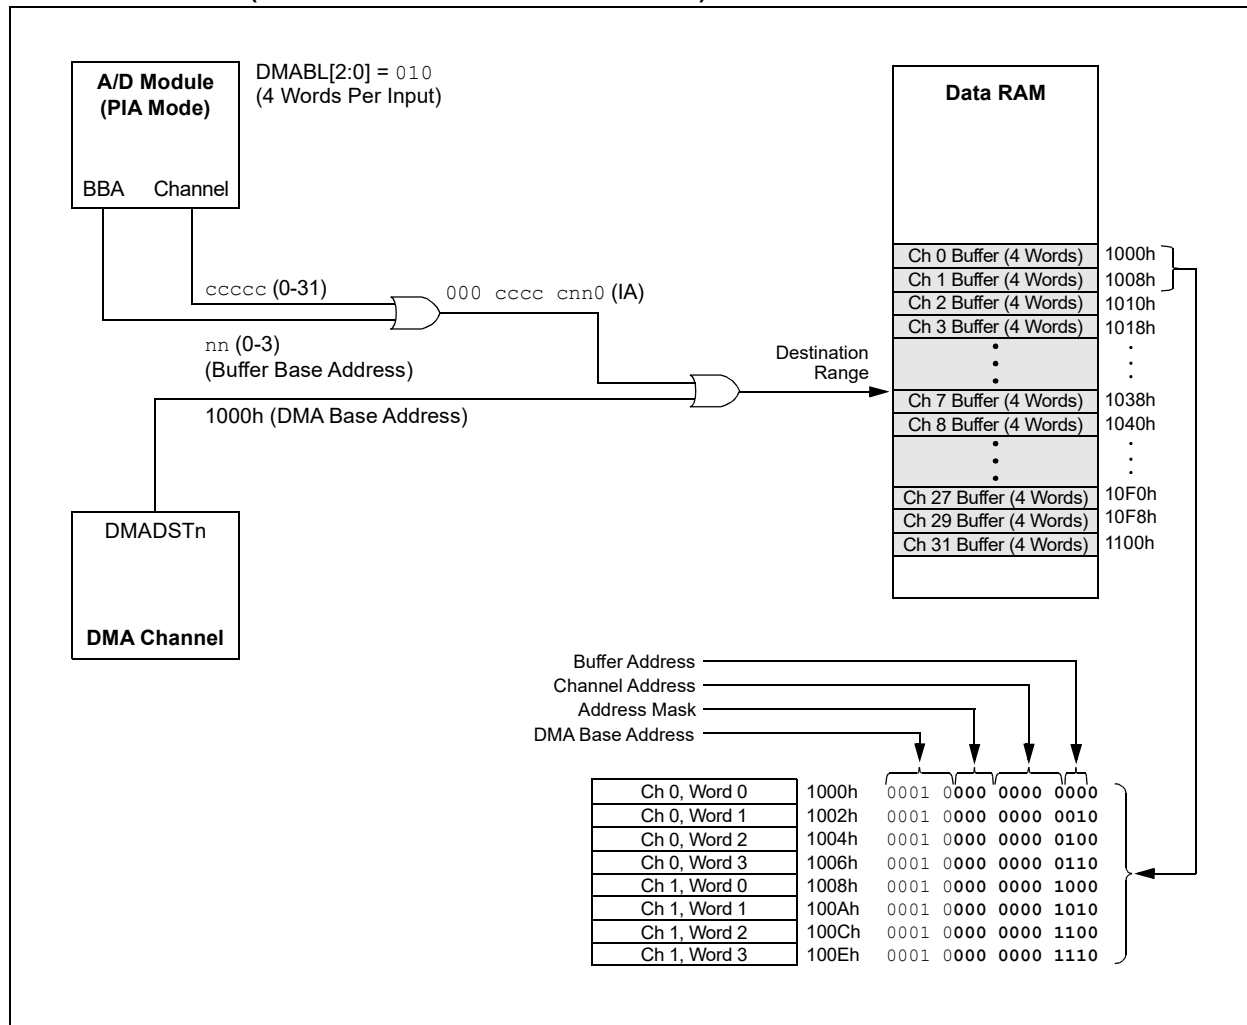 A/D Module
(PIA Mode)
BBA Channel
DMABL[2:0] = 010
(4 Words Per Input)
ccccc (0-31)
000 cccc cnn0 (IA)
nn (0-3)
(Buffer Base Address)
1000h (DMA Base Address)
Destination
Range
DMADSTn
DMA Channel
Data RAM
Ch 0 Buffer (4 Words) 1000h
Ch 1 Buffer (4 Words) 1008h
Ch 2 Buffer (4 Words) 1010h
Ch 3 Buffer (4 Words) 1018h
Ch 7 Buffer (4 Words) 1038h
Ch 8 Buffer (4 Words) 1040h
Ch 27 Buffer (4 Words) 10F0h
Ch 29 Buffer (4 Words) 10F8h
Ch 31 Buffer (4 Words) 1100h
Buffer Address
Channel Address
Address Mask
DMA Base Address
Ch 0, Word 0 1000h 0001 0000 0000 0000
Ch 0, Word 1 1002h 0001 0000 0000 0010
Ch 0, Word 2 1004h 0001 0000 0000 0100
Ch 0, Word 3 1006h 0001 0000 0000 0110
Ch 1, Word 0 1008h 0001 0000 0000 1000
Ch 1, Word 1 100Ah 0001 0000 0000 1010
Ch 1, Word 2 100Ch 0001 0000 0000 1100
Ch 1, Word 3 100Eh 0001 0000 0000 1110